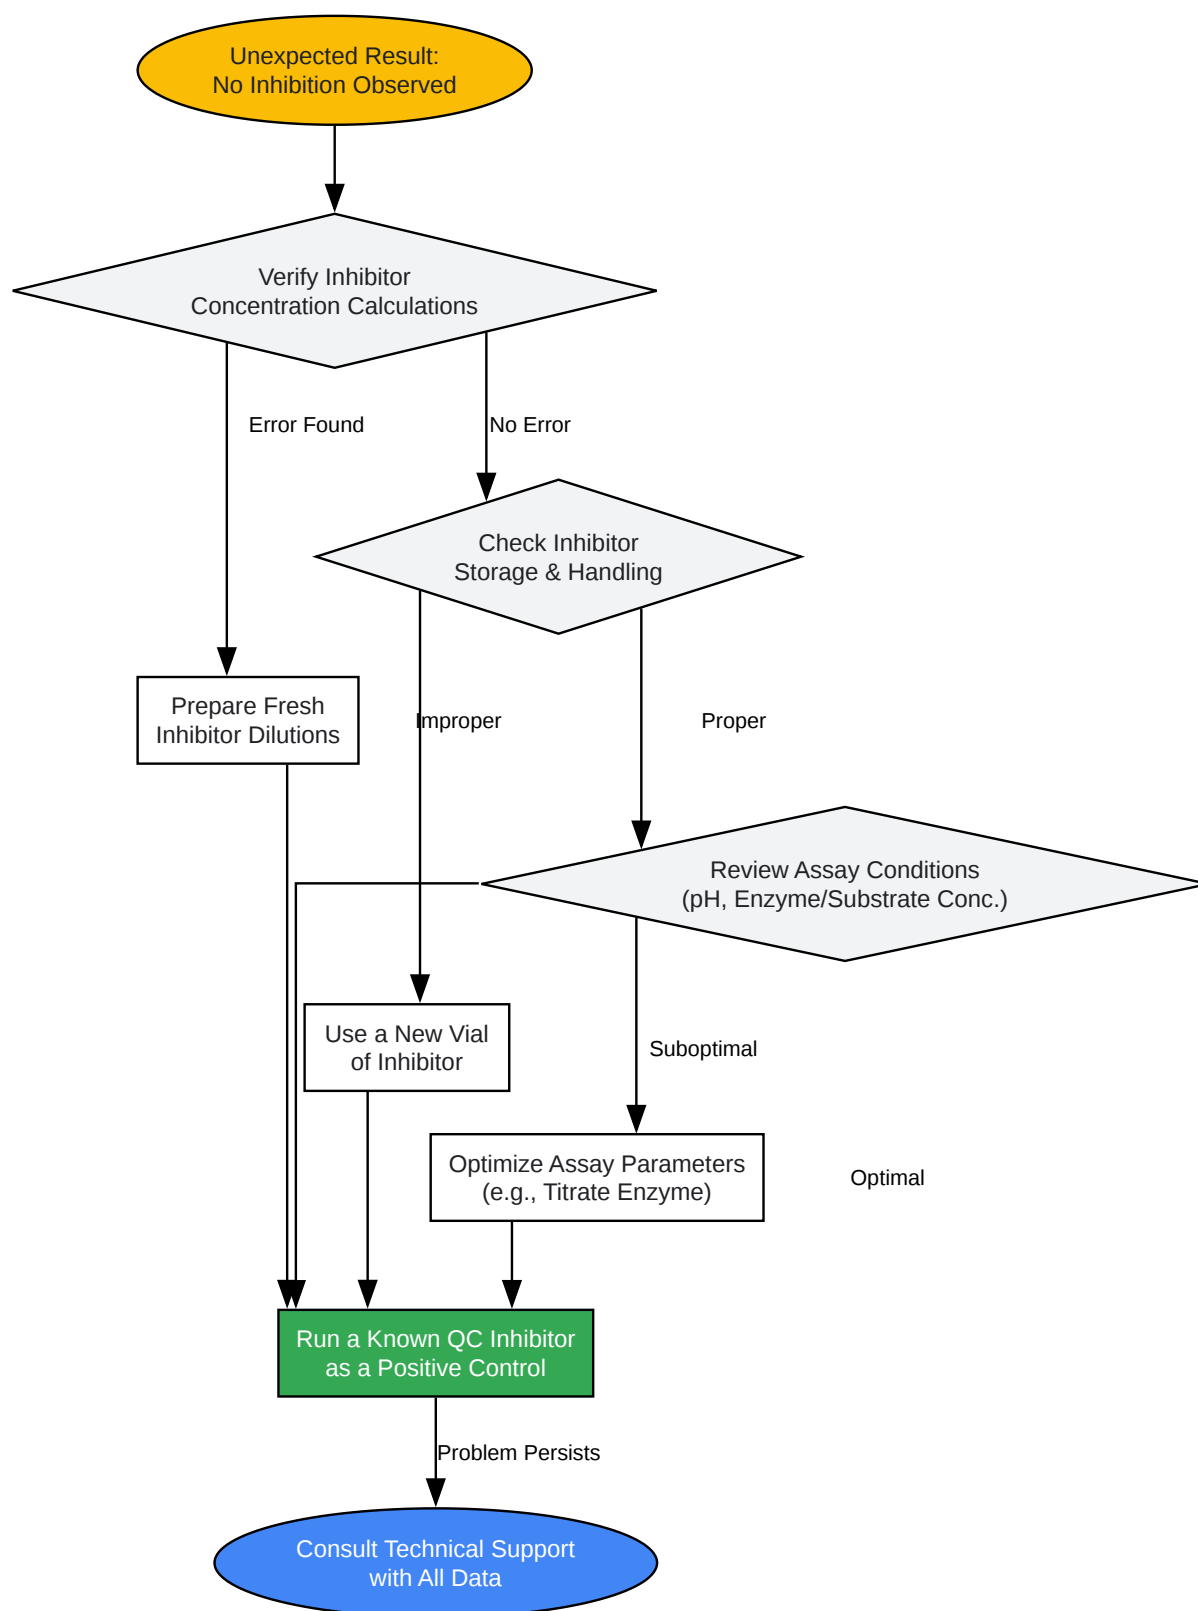 Unexpected Result:
No Inhibition Observed
Verify Inhibitor
Concentration Calculations
Error Found
No Error
Check Inhibitor
Storage & Handling
Prepare Fresh
Inhibitor Dilutions
Improper
Proper
Review Assay Conditions
(pH, Enzyme/Substrate Conc.)
Use a New Vial
of Inhibitor
Suboptimal
Optimize Assay Parameters
(e.g., Titrate Enzyme)
Optimal
Run a Known QC Inhibitor
as a Positive Control
Problem Persists
Consult Technical Support
with All Data